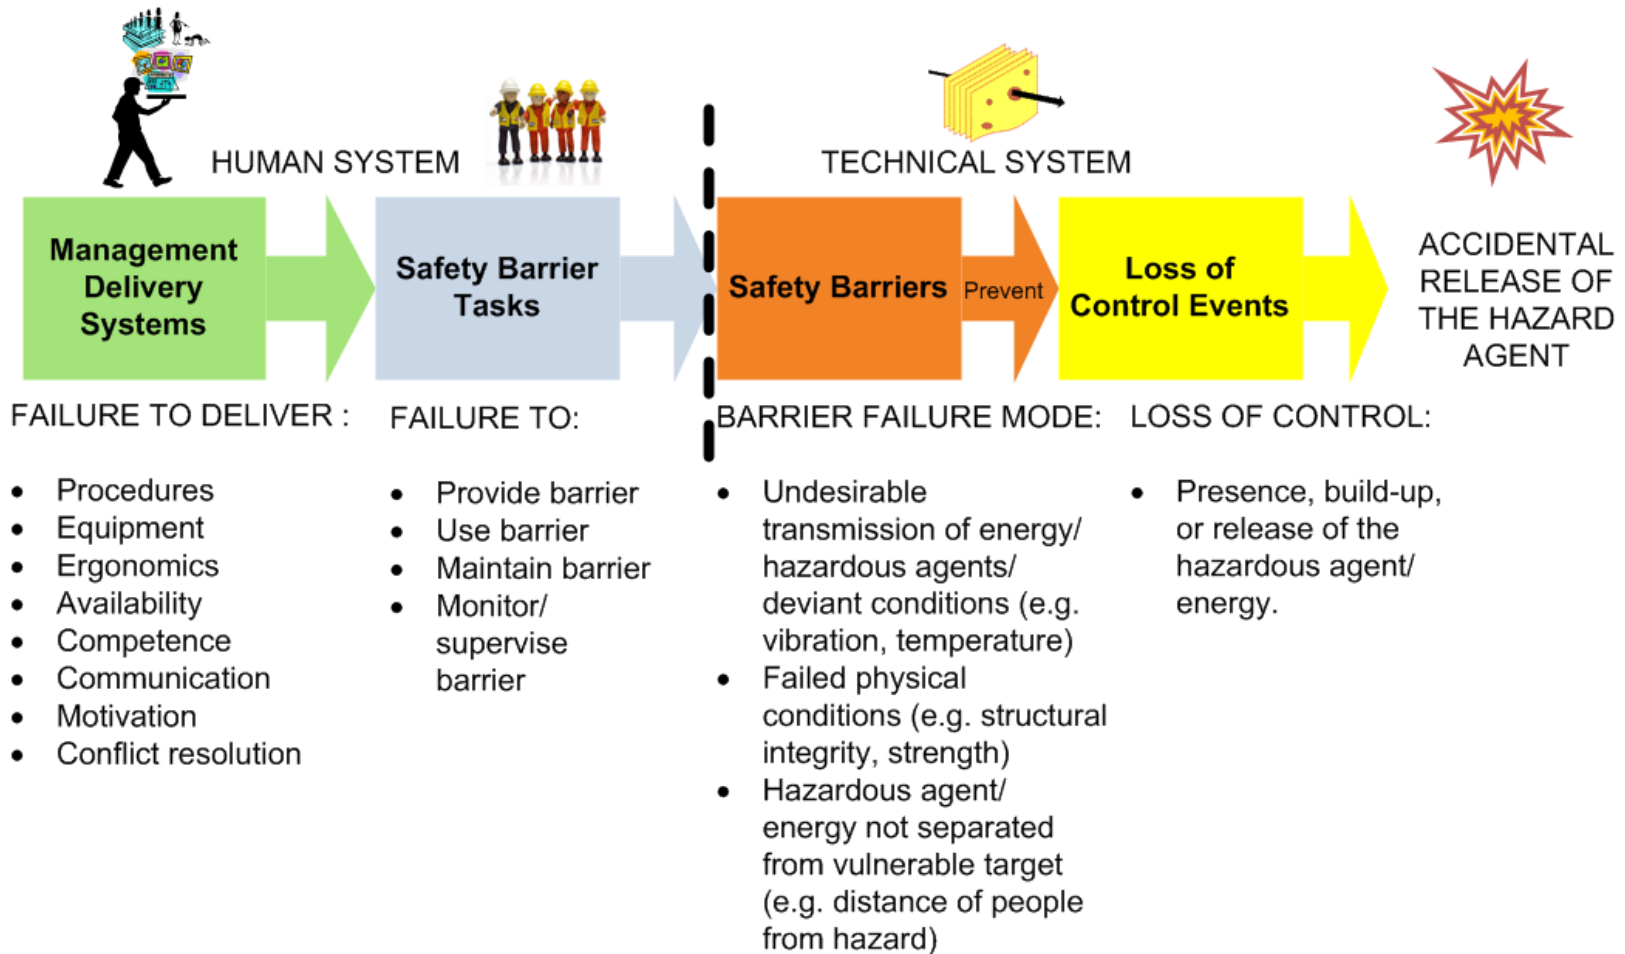 HUMAN SYSTEM
TECHNICAL SYSTEM
Management
Delivery
Systems
Safety Barrier
Tasks
Safety Barriers
Prevent
Loss of
Control Events
ACCIDENTAL
RELEASE OF
THE HAZARD
AGENT
FAILURE TO DELIVER :
• Procedures
• Equipment
• Ergonomics
• Availability
• Competence
• Communication
• Motivation
• Conflict resolution
FAILURE TO:
• Provide barrier
• Use barrier
• Maintain barrier
• Monitor/
supervise
barrier
BARRIER FAILURE MODE:
• Undesirable
transmission of energy/
hazardous agents/
deviant conditions (e.g.
vibration, temperature)
• Failed physical
conditions (e.g. structural
integrity, strength)
• Hazardous agent/
energy not separated
from vulnerable target
(e.g. distance of people
from hazard)
LOSS OF CONTROL:
• Presence, build-up,
or release of the
hazardous agent/
energy.